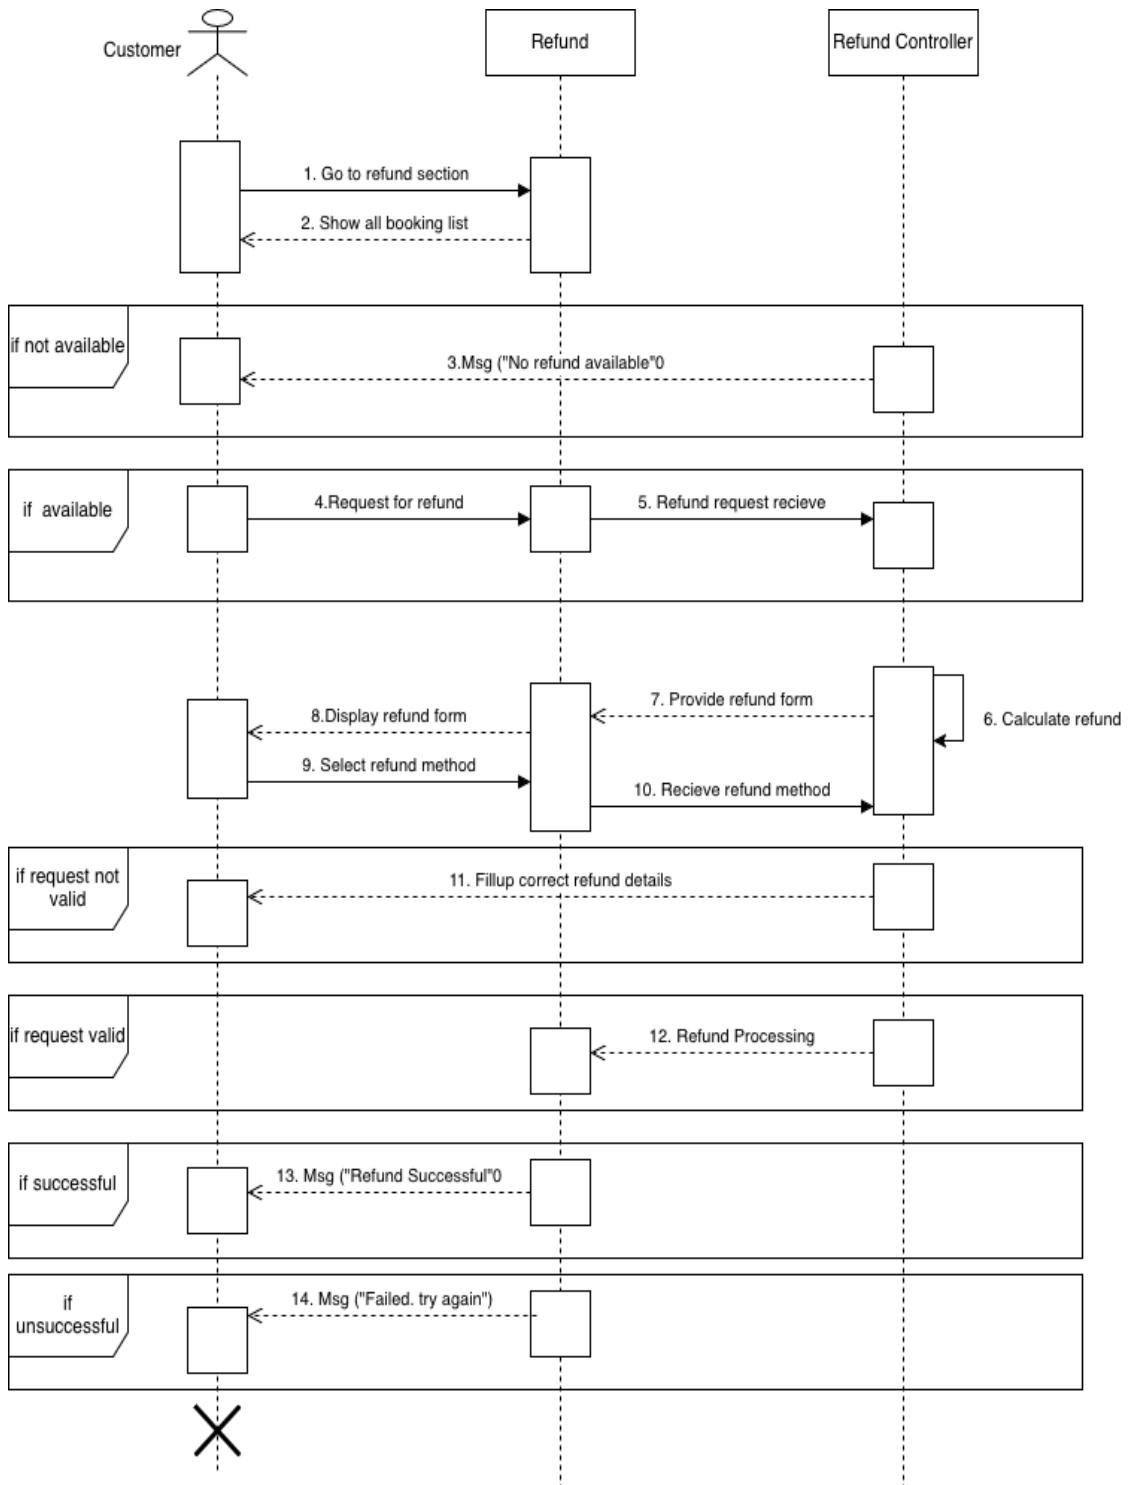 Customer
Refund
Refund Controller
1. Go to refund section
2. Show all booking list
if not available
3.Msg ("No refund available"0
if  available
4.Request for refund
5. Refund request recieve
6. Calculate refund
7. Provide refund form
8.Display refund form
9. Select refund method
10. Recieve refund method
if request not
valid
11. Fillup correct refund details
if request valid
12. Refund Processing
if successful
13. Msg ("Refund Successful"0
if
unsuccessful
14. Msg ("Failed. try again")